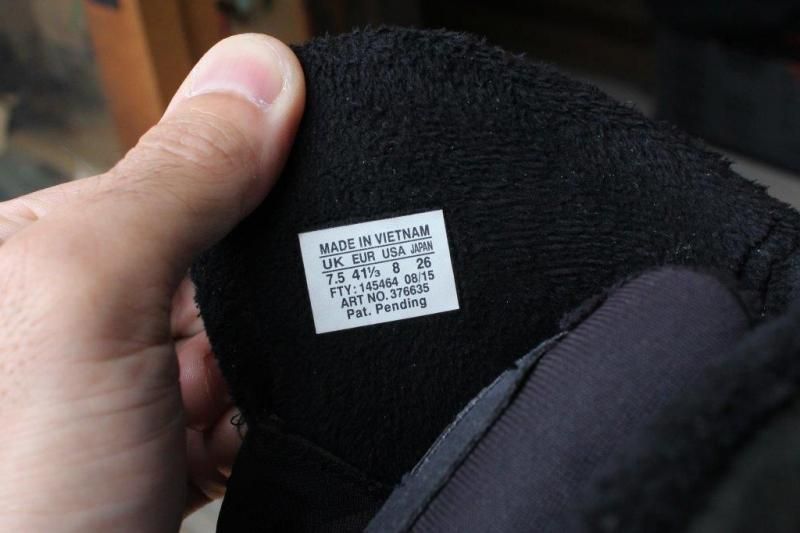 MADE IN VIETNAM
UK EUR USA JAPAN
7.5 41⅓ 8 26
FTY: 145464 08/15
ART NO. 376635
Pat. Pending